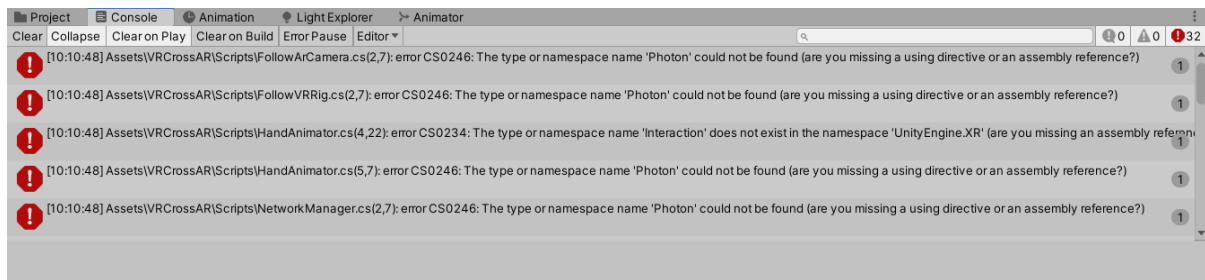 Project Console Animation Light Explorer Animator
Clear Collapse Clear on Play Clear on Build Error Pause Editor 0 0 32
[10:10:48] Assets\VRCrossAR\Scripts\FollowArCamera.cs(2,7): error CS0246: The type or namespace name 'Photon' could not be found (are you missing a using directive or an assembly reference?)
1
[10:10:48] Assets\VRCrossAR\Scripts\FollowVRRig.cs(2,7): error CS0246: The type or namespace name 'Photon' could not be found (are you missing a using directive or an assembly reference?)
1
[10:10:48] Assets\VRCrossAR\Scripts\HandAnimator.cs(4,22): error CS0234: The type or namespace name 'Interaction' does not exist in the namespace 'UnityEngine.XR' (are you missing an assembly referen
1
[10:10:48] Assets\VRCrossAR\Scripts\HandAnimator.cs(5,7): error CS0246: The type or namespace name 'Photon' could not be found (are you missing a using directive or an assembly reference?)
1
[10:10:48] Assets\VRCrossAR\Scripts\NetworkManager.cs(2,7): error CS0246: The type or namespace name 'Photon' could not be found (are you missing a using directive or an assembly reference?)
1